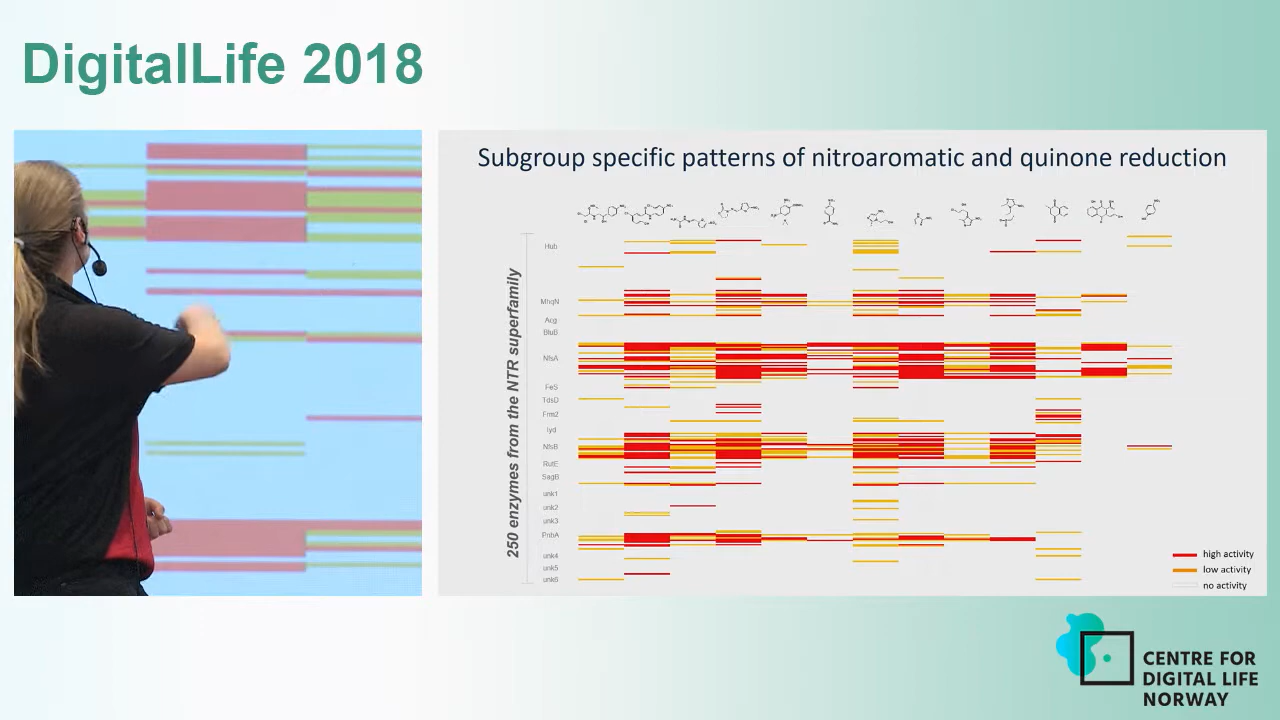 DigitalLife 2018
Subgroup specific patterns of nitroaromatic and quinone reduction
250 enzymes from the NTR superfamily
Hub
MhqN
Acg
BluB
NfsA
FeS
TdsD
Frm2
Iyd
NfsB
RutE
SagB
unk1
unk2
unk3
PnbA
unk4
unk5
unk6
high activity
low activity
no activity
CENTRE FOR
DIGITAL LIFE
NORWAY